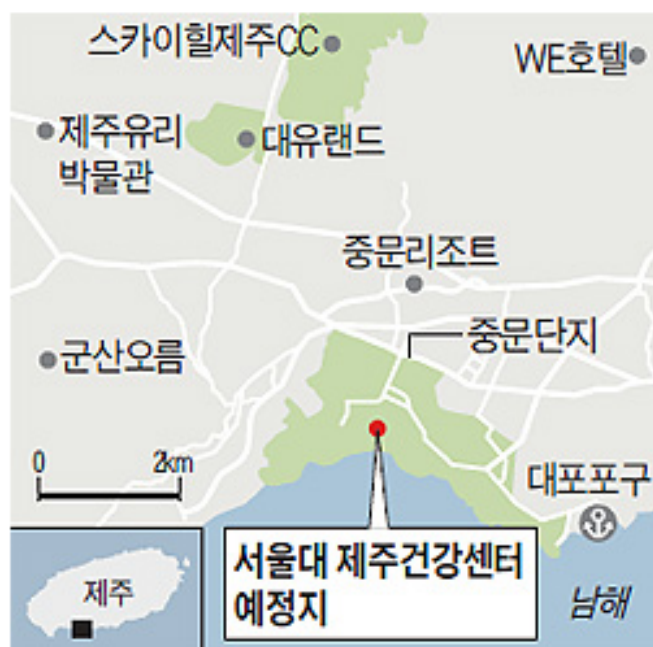 스카이힐제주CC
WE호텔
제주유리
박물관
대유랜드
중문리조트
중문단지
군산오름
0 2km
대포포구
서울대 제주건강센터
예정지
남해
제주